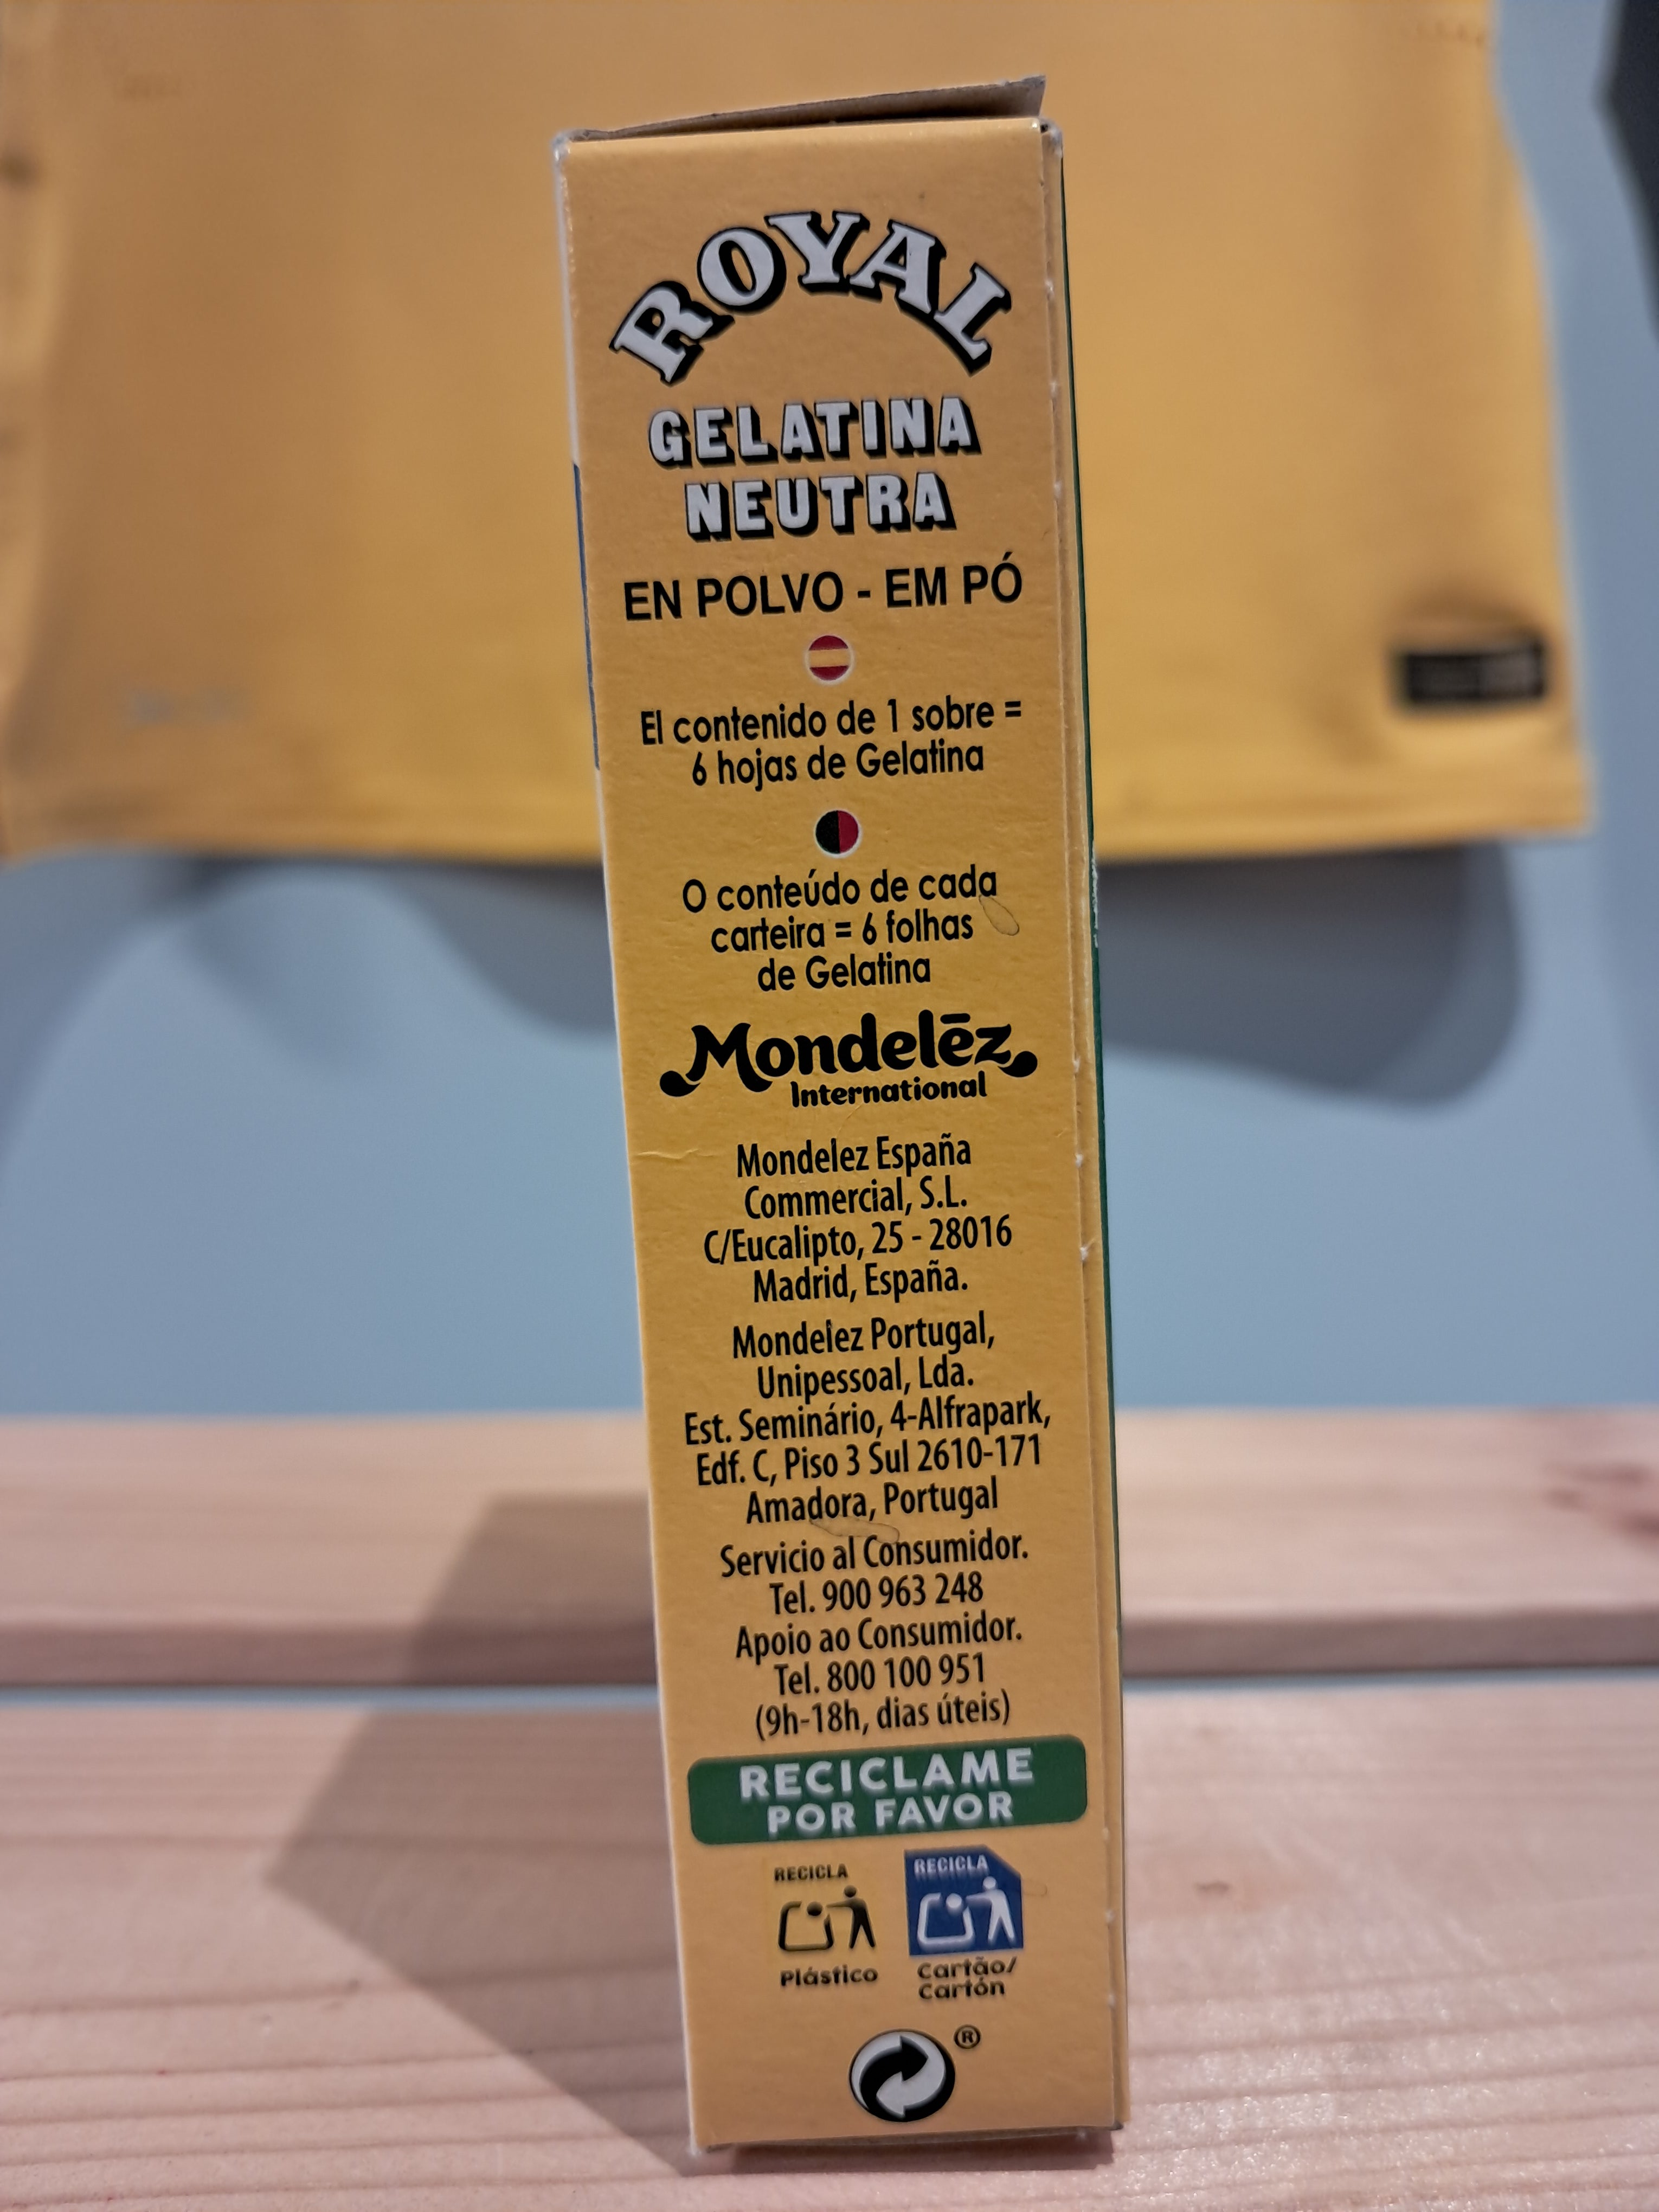 ROYAL
GELATINA
NEUTRA
EN POLVO - EM PÓ
El contenido de 1 sobre =
6 hojas de Gelatina
O conteúdo de cada
carteira = 6 folhas
de Gelatina
Mondelēz
International
Mondelez España
Commercial, S.L.
C/Eucalipto, 25 - 28016
Madrid, España.
Mondelez Portugal,
Unipessoal, Lda.
Est. Seminário, 4-Alfrapark,
Edf. C, Piso 3 Sul 2610-171
Amadora, Portugal
Servicio al Consumidor.
Tel. 900 963 248
Apoio ao Consumidor.
Tel. 800 100 951
(9h-18h, dias úteis)
RECICLAME
POR FAVOR
RECICLA RECICLA
Plástico Cartão/
Cartón
®